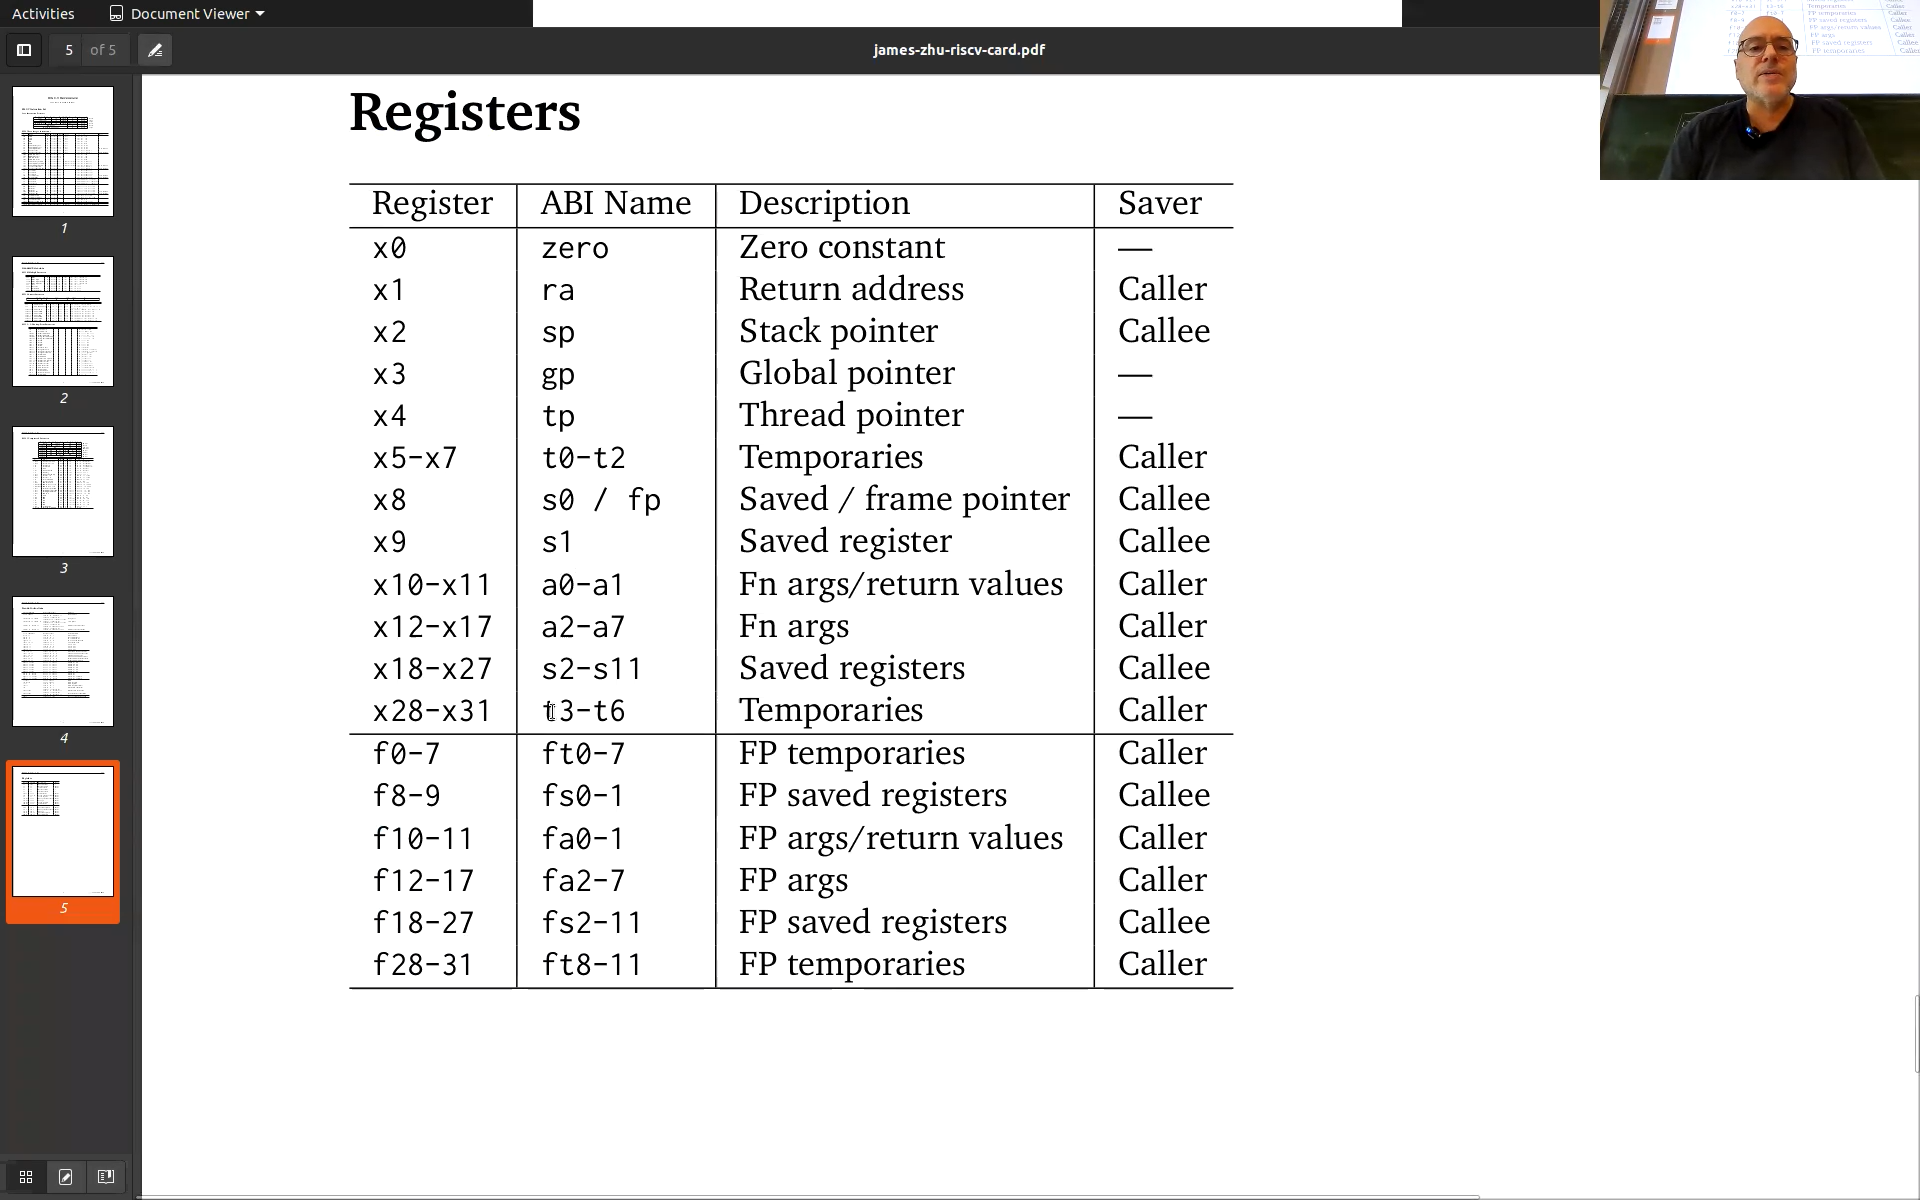 Activities Document Viewer
5 of 5 james-zhu-riscv-card.pdf
Registers
Register ABI Name Description Saver
x0 zero Zero constant —
x1 ra Return address Caller
x2 sp Stack pointer Callee
x3 gp Global pointer —
x4 tp Thread pointer —
x5-x7 t0-t2 Temporaries Caller
x8 s0 / fp Saved / frame pointer Callee
x9 s1 Saved register Callee
x10-x11 a0-a1 Fn args/return values Caller
x12-x17 a2-a7 Fn args Caller
x18-x27 s2-s11 Saved registers Callee
x28-x31 t3-t6 Temporaries Caller
f0-7 ft0-7 FP temporaries Caller
f8-9 fs0-1 FP saved registers Callee
f10-11 fa0-1 FP args/return values Caller
f12-17 fa2-7 FP args Caller
f18-27 fs2-11 FP saved registers Callee
f28-31 ft8-11 FP temporaries Caller
1
2
3
4
5